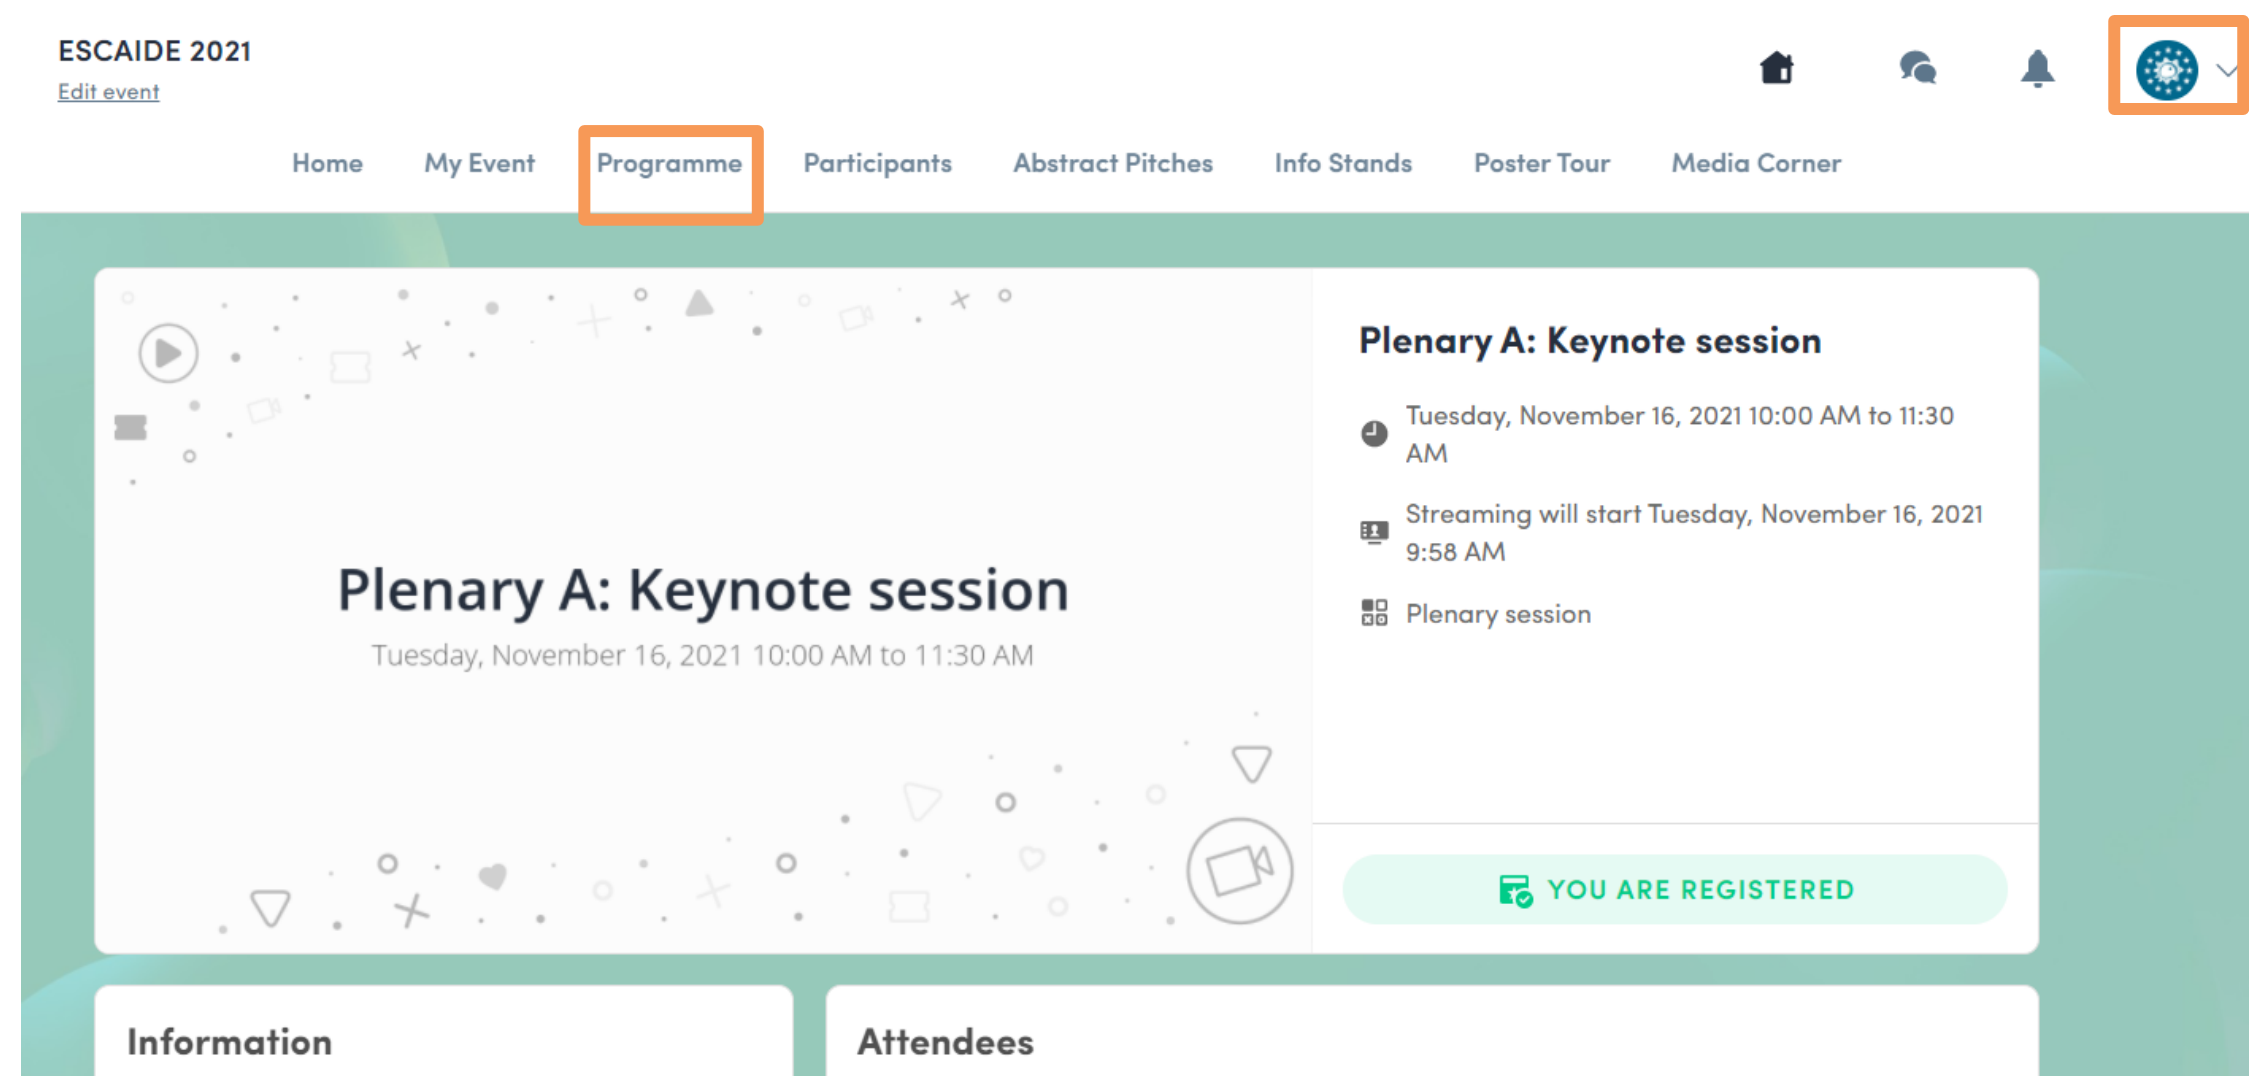 ESCAIDE 2021
Edit event
Home My Event Programme Participants Abstract Pitches Info Stands Poster Tour Media Corner
Plenary A: Keynote session
Tuesday, November 16, 2021 10:00 AM to 11:30 AM
Plenary A: Keynote session
Tuesday, November 16, 2021 10:00 AM to 11:30
AM
Streaming will start Tuesday, November 16, 2021
9:58 AM
Plenary session
YOU ARE REGISTERED
Information
Attendees